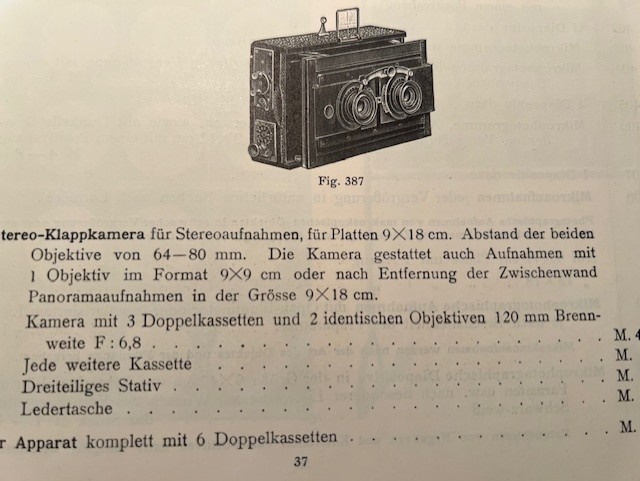 Fig. 387
tereo-Klappkamera für Stereoaufnahmen, für Platten 9×18 cm. Abstand der beiden
Objektive von 64—80 mm. Die Kamera gestattet auch Aufnahmen mit
1 Objektiv im Format 9×9 cm oder nach Entfernung der Zwischenwand
Panoramaaufnahmen in der Grösse 9×18 cm.
Kamera mit 3 Doppelkassetten und 2 identischen Objektiven 120 mm Brenn-
weite F : 6,8 . . . . . . . . . . . . . . . . . M. 4
Jede weitere Kassette . . . . . . . . . . . . . . . M.
Dreiteiliges Stativ . . . . . . . . . . . . . . . . M.
Ledertasche . . . . . . . . . . . . . . . . . . M.
r Apparat komplett mit 6 Doppelkassetten . . . . . . . . M.
37